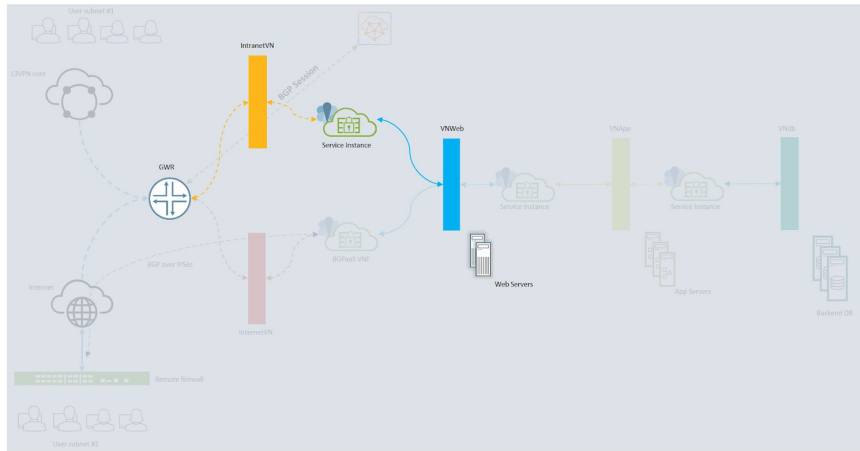 User subnet #1
IntranetVN
L3VPN core
BGP Session
Service Instance
VNWeb
VNApp
VNdb
GWR
Service Instance
Service Instance
BGP over IPSec
BGPaaS VNF
Internet
Web Servers
App Servers
Backend DB
InternetVN
Remote firewall
User subnet #2